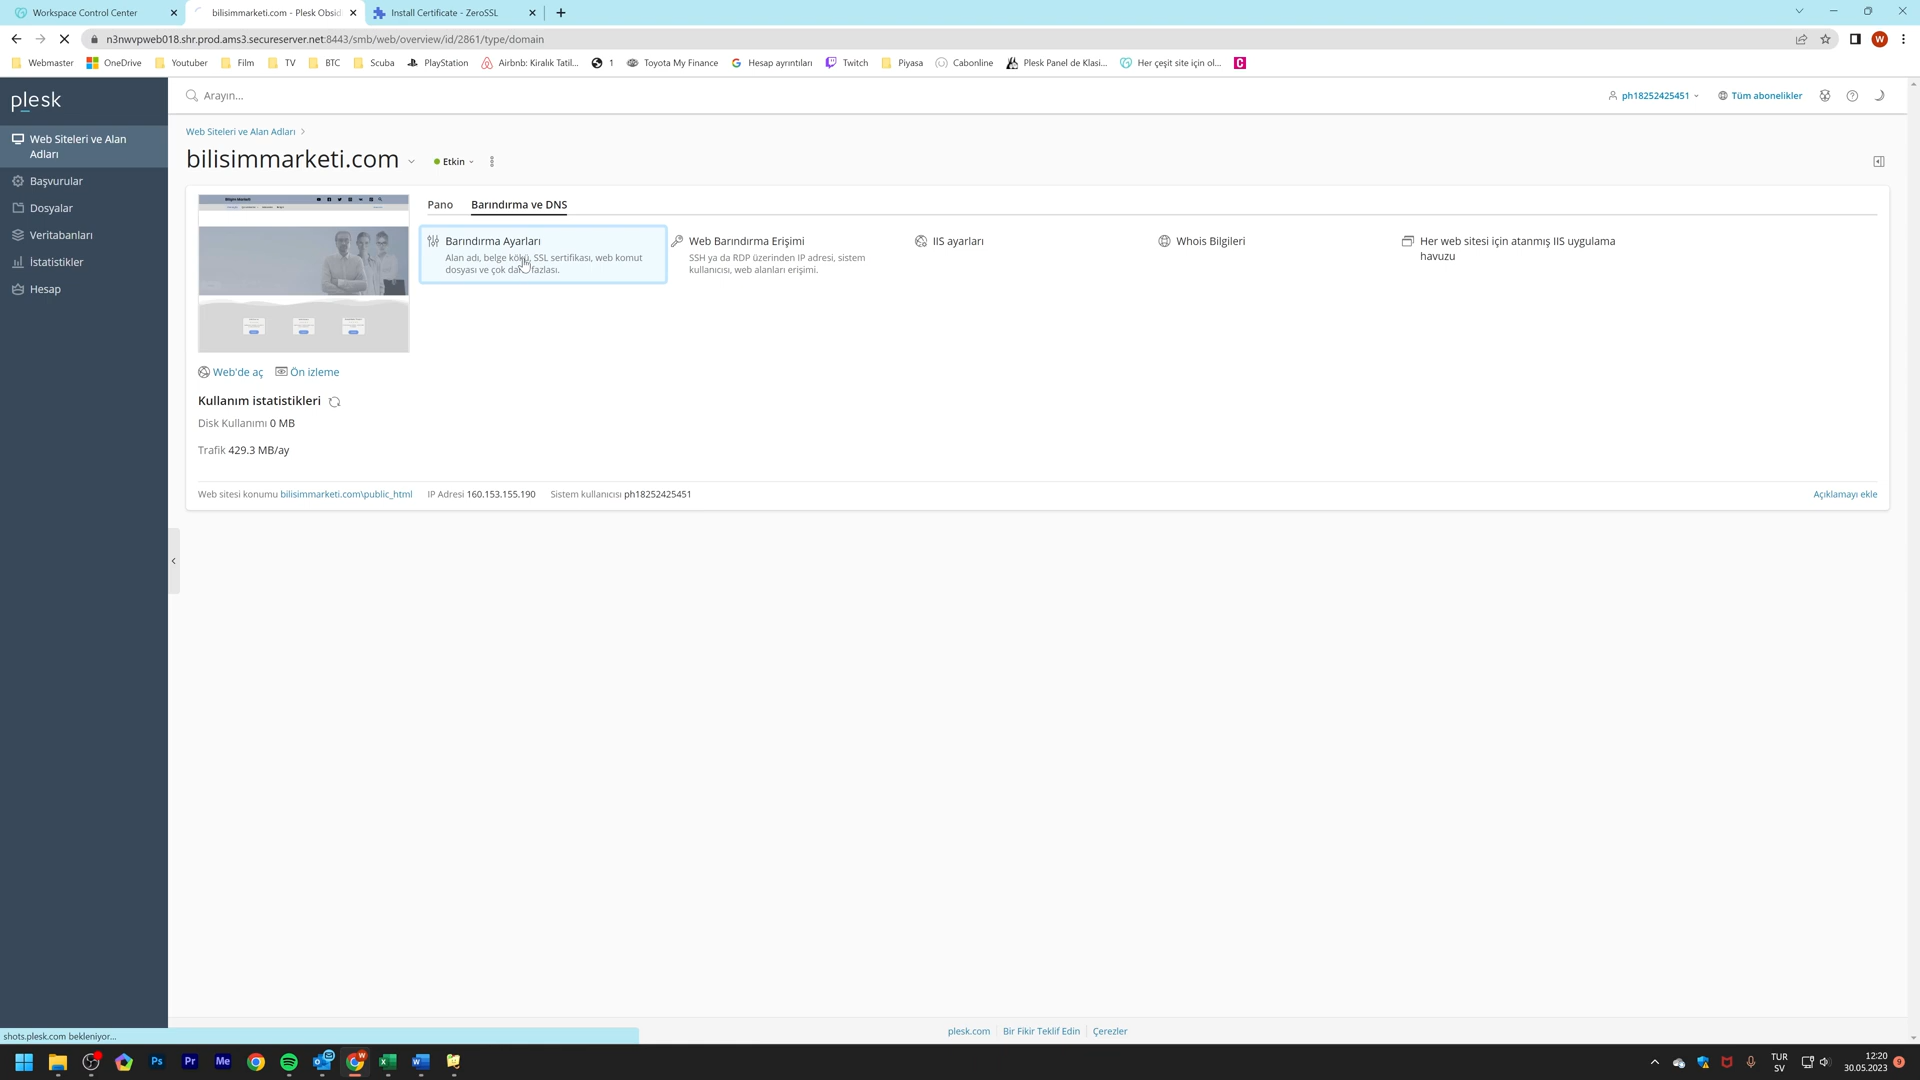 Workspace Control Center
bilisimmarketi.com - Plesk Obsid
Install Certificate - ZeroSSL
n3nwvpweb018.shr.prod.ams3.secureserver.net:8443/smb/web/overview/id/2861/type/domain
W
Webmaster
OneDrive
Youtuber
Film
TV
BTC
Scuba
PlayStation
Airbnb: Kiralık Tatil...
1
Toyota My Finance
Hesap ayrıntıları
Twitch
Piyasa
Cabonline
Plesk Panel de Klasi...
Her çeşit site için ol...
plesk
Arayın...
ph18252425451
Tüm abonelikler
Web Siteleri ve Alan
Adları
Başvurular
Dosyalar
Veritabanları
İstatistikler
Hesap
Web Siteleri ve Alan Adları
bilisimmarketi.com
Etkin
Pano
Barındırma ve DNS
Barındırma Ayarları
Alan adı, belge kökü, SSL sertifikası, web komut
dosyası ve çok daha fazlası.
Web Barındırma Erişimi
SSH ya da RDP üzerinden IP adresi, sistem
kullanıcısı, web alanları erişimi.
IIS ayarları
Whois Bilgileri
Her web sitesi için atanmış IIS uygulama
havuzu
Web'de aç
Ön izleme
Kullanım istatistikleri
Disk Kullanımı 0 MB
Trafik 429.3 MB/ay
Web sitesi konumu bilisimmarketi.com\public_html
IP Adresi 160.153.155.190
Sistem kullanıcısı ph18252425451
Açıklamayı ekle
plesk.com
Bir Fikir Teklif Edin
Çerezler
shots.plesk.com bekleniyor...
Ps
Pr
Me
TUR
SV
12:20
30.05.2023
9